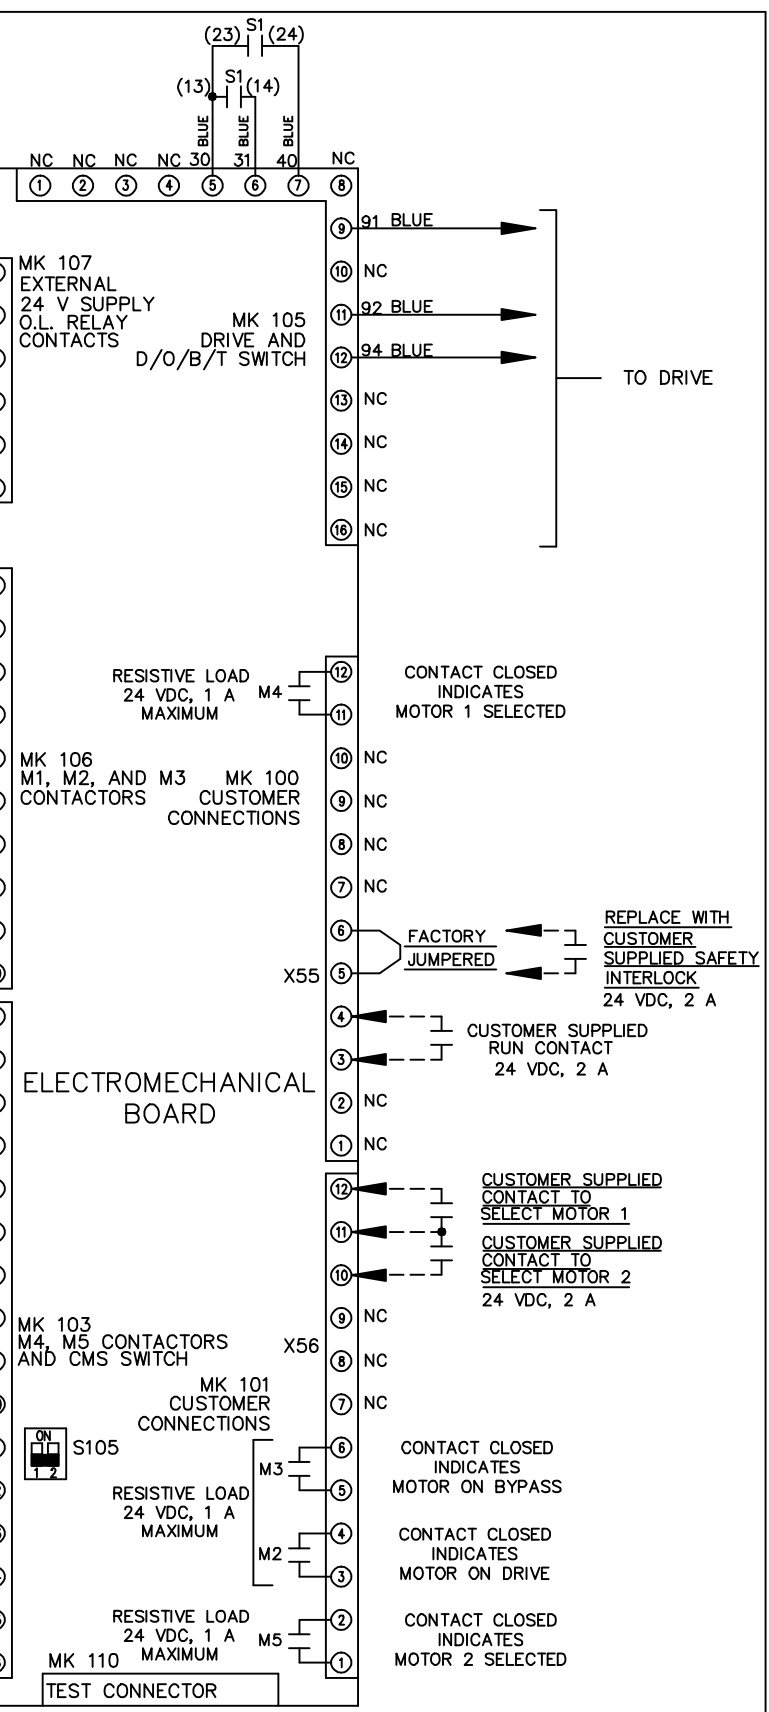 (23) S1 (24)
(13) S1 (14)
BLUE BLUE BLUE
NC NC NC NC 30 31 40 NC
1 2 3 4 5 6 7 8
9 91 BLUE
MK 107
EXTERNAL
24 V SUPPLY
O.L. RELAY
CONTACTS
10 NC
MK 105
DRIVE AND
D/O/B/T SWITCH
11 92 BLUE
12 94 BLUE
TO DRIVE
13 NC
14 NC
15 NC
16 NC
RESISTIVE LOAD
24 VDC, 1 A
MAXIMUM
M4
12
11
CONTACT CLOSED
INDICATES
MOTOR 1 SELECTED
MK 106
M1, M2, AND M3
CONTACTORS
MK 100
CUSTOMER
CONNECTIONS
10 NC
9 NC
8 NC
7 NC
6
5
X55
FACTORY
JUMPERED
REPLACE WITH
CUSTOMER
SUPPLIED SAFETY
INTERLOCK
24 VDC, 2 A
4
3
CUSTOMER SUPPLIED
RUN CONTACT
24 VDC, 2 A
ELECTROMECHANICAL
BOARD
2 NC
1 NC
12
11
10
CUSTOMER SUPPLIED
CONTACT TO
SELECT MOTOR 1
CUSTOMER SUPPLIED
CONTACT TO
SELECT MOTOR 2
24 VDC, 2 A
MK 103
M4, M5 CONTACTORS
AND CMS SWITCH
X56
9 NC
8 NC
7 NC
MK 101
CUSTOMER
CONNECTIONS
ON
1 2
S105
RESISTIVE LOAD
24 VDC, 1 A
MAXIMUM
M3
6
5
CONTACT CLOSED
INDICATES
MOTOR ON BYPASS
M2
4
3
CONTACT CLOSED
INDICATES
MOTOR ON DRIVE
RESISTIVE LOAD
24 VDC, 1 A
MAXIMUM
M5
2
1
CONTACT CLOSED
INDICATES
MOTOR 2 SELECTED
MK 110
TEST CONNECTOR